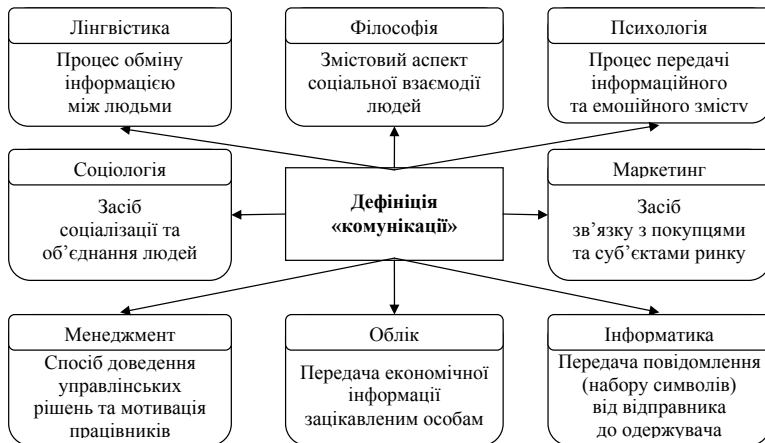 Лінгвістика
Процес обміну
інформацією
між людьми
Філософія
Змістовий аспект
соціальної взаємодії
людей
Психологія
Процес передачі
інформаційного
та емоційного змісту
Соціологія
Засіб
соціалізації та
об’єднання людей
Дефініція
«комунікації»
Маркетинг
Засіб
зв’язку з покупцями
та суб’єктами ринку
Менеджмент
Спосіб доведення
управлінських
рішень та мотивація
працівників
Облік
Передача економічної
інформації
зацікавленим особам
Інформатика
Передача повідомлення
(набору символів)
від відправника
до одержувача